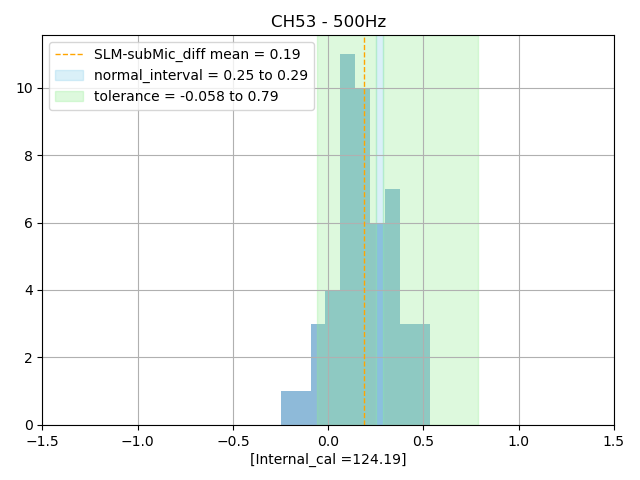 CH53 - 500Hz
SLM-subMic_diff mean = 0.19
normal_interval = 0.25 to 0.29
tolerance = -0.058 to 0.79
10
8
6
4
2
0
−1.5 −1.0 −0.5 0.0 0.5 1.0 1.5
[Internal_cal =124.19]